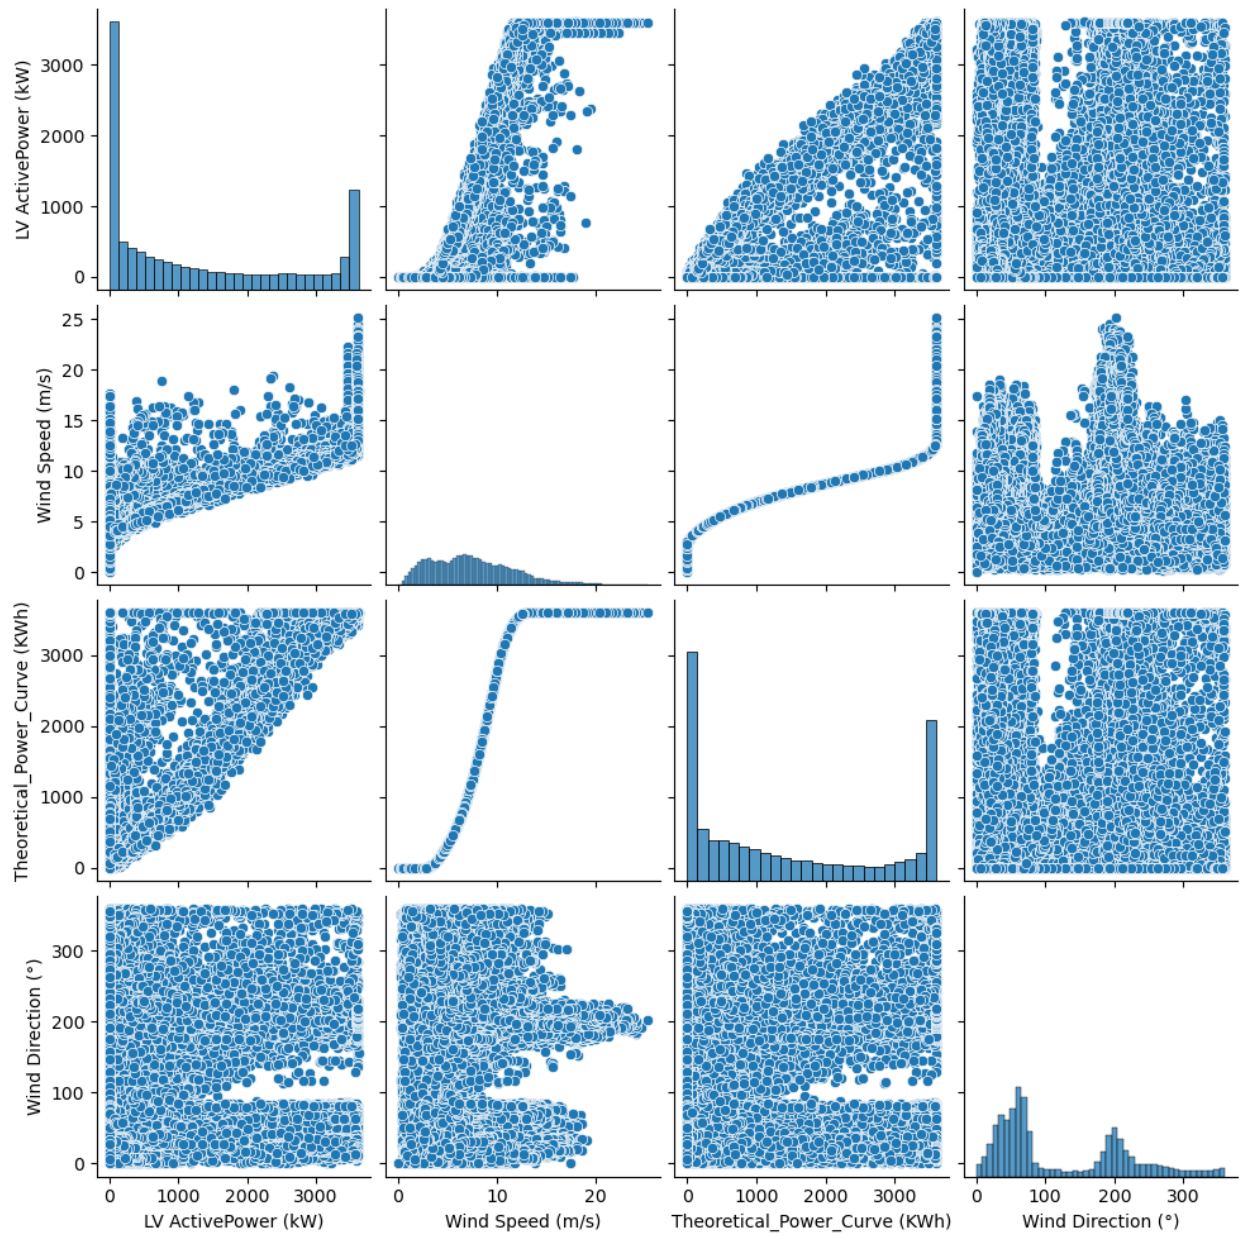 LV ActivePower (kW)
3000
2000
1000
0
Wind Speed (m/s)
25
20
15
10
5
0
Theoretical_Power_Curve (KWh)
3000
2000
1000
0
Wind Direction (°)
300
200
100
0
0 1000 2000 3000
LV ActivePower (kW)
0 10 20
Wind Speed (m/s)
0 1000 2000 3000
Theoretical_Power_Curve (KWh)
0 100 200 300
Wind Direction (°)